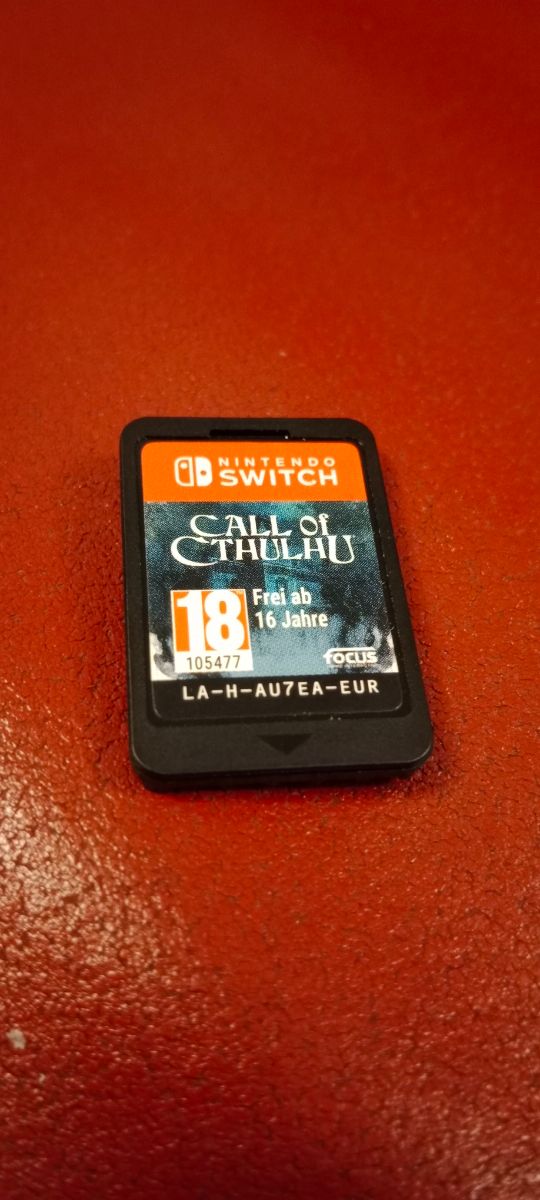 NINTENDO
SWITCH
CALL of
CTHULHU
18
Frei ab
16 Jahre
105477
focus
LA-H-AU7EA-EUR